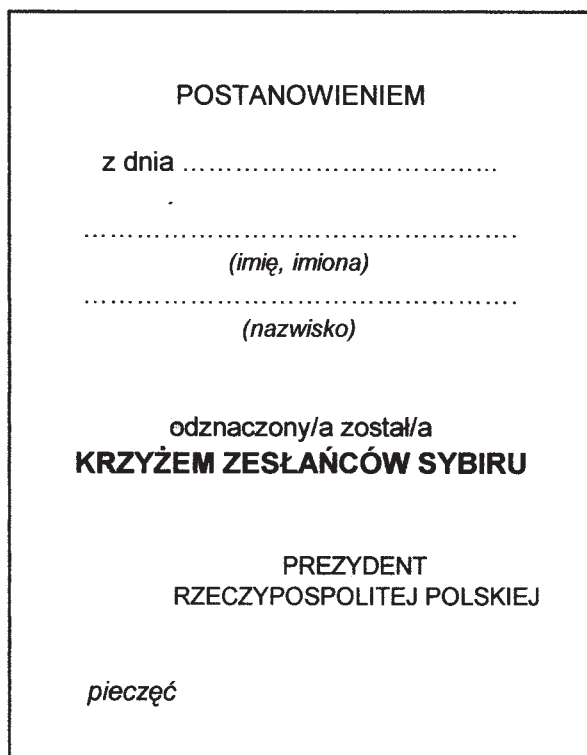 POSTANOWIENIEM
z dnia ....................................
................................................
(imię, imiona)
................................................
(nazwisko)
odznaczony/a został/a
KRZYŻEM ZESŁAŃCÓW SYBIRU
PREZYDENT
RZECZYPOSPOLITEJ POLSKIEJ
pieczęć